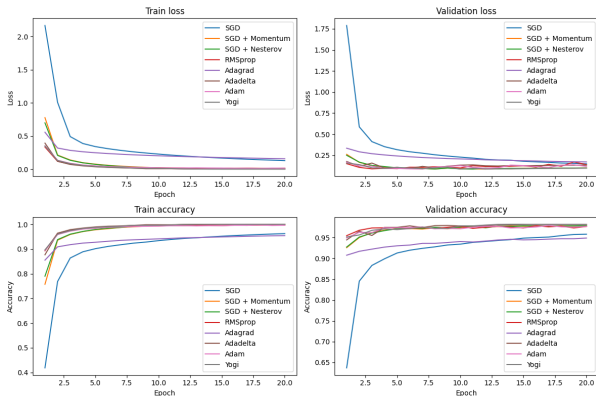 Train loss
Loss
2.0
1.5
1.0
0.5
0.0
2.5 5.0 7.5 10.0 12.5 15.0 17.5 20.0
Epoch
SGD
SGD + Momentum
SGD + Nesterov
RMSprop
Adagrad
Adadelta
Adam
Yogi
Validation loss
Loss
1.75
1.50
1.25
1.00
0.75
0.50
0.25
2.5 5.0 7.5 10.0 12.5 15.0 17.5 20.0
Epoch
SGD
SGD + Momentum
SGD + Nesterov
RMSprop
Adagrad
Adadelta
Adam
Yogi
Train accuracy
Accuracy
1.0
0.9
0.8
0.7
0.6
0.5
0.4
2.5 5.0 7.5 10.0 12.5 15.0 17.5 20.0
Epoch
SGD
SGD + Momentum
SGD + Nesterov
RMSprop
Adagrad
Adadelta
Adam
Yogi
Validation accuracy
Accuracy
0.95
0.90
0.85
0.80
0.75
0.70
0.65
2.5 5.0 7.5 10.0 12.5 15.0 17.5 20.0
Epoch
SGD
SGD + Momentum
SGD + Nesterov
RMSprop
Adagrad
Adadelta
Adam
Yogi